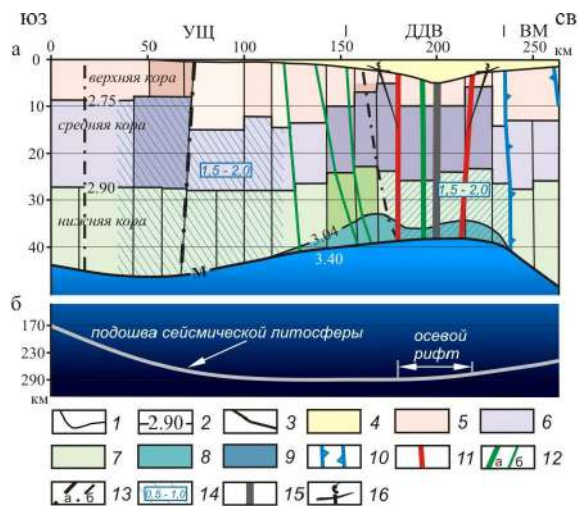 ЮЗ СВ
УЩ ДДВ ВМ
а 0 50 100 150 200 250 км
0
10
20
30
40
верхняя кора
2.75
средняя кора
1,5 - 2,0
2.90
1,5 - 2,0
нижняя кора
3.04
М
3.40
б
170
230
290
км
подошва сейсмической литосферы
осевой
рифт
1 2.90 2 3 4 5 6
7 8 9 10 11 а б 12
а б 13 0,5 - 1,0 14 15 16